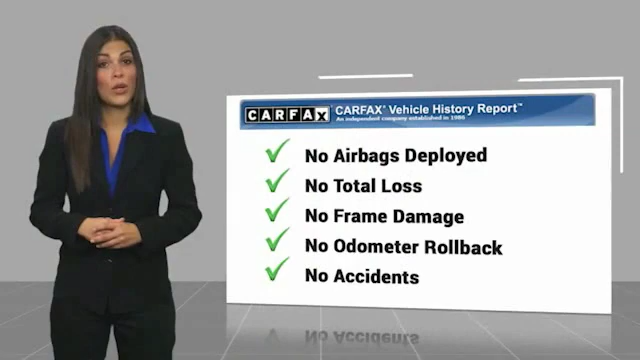 CARFAX CARFAX® Vehicle History Report™
An independent company established in 1986
No Airbags Deployed
No Total Loss
No Frame Damage
No Odometer Rollback
No Accidents